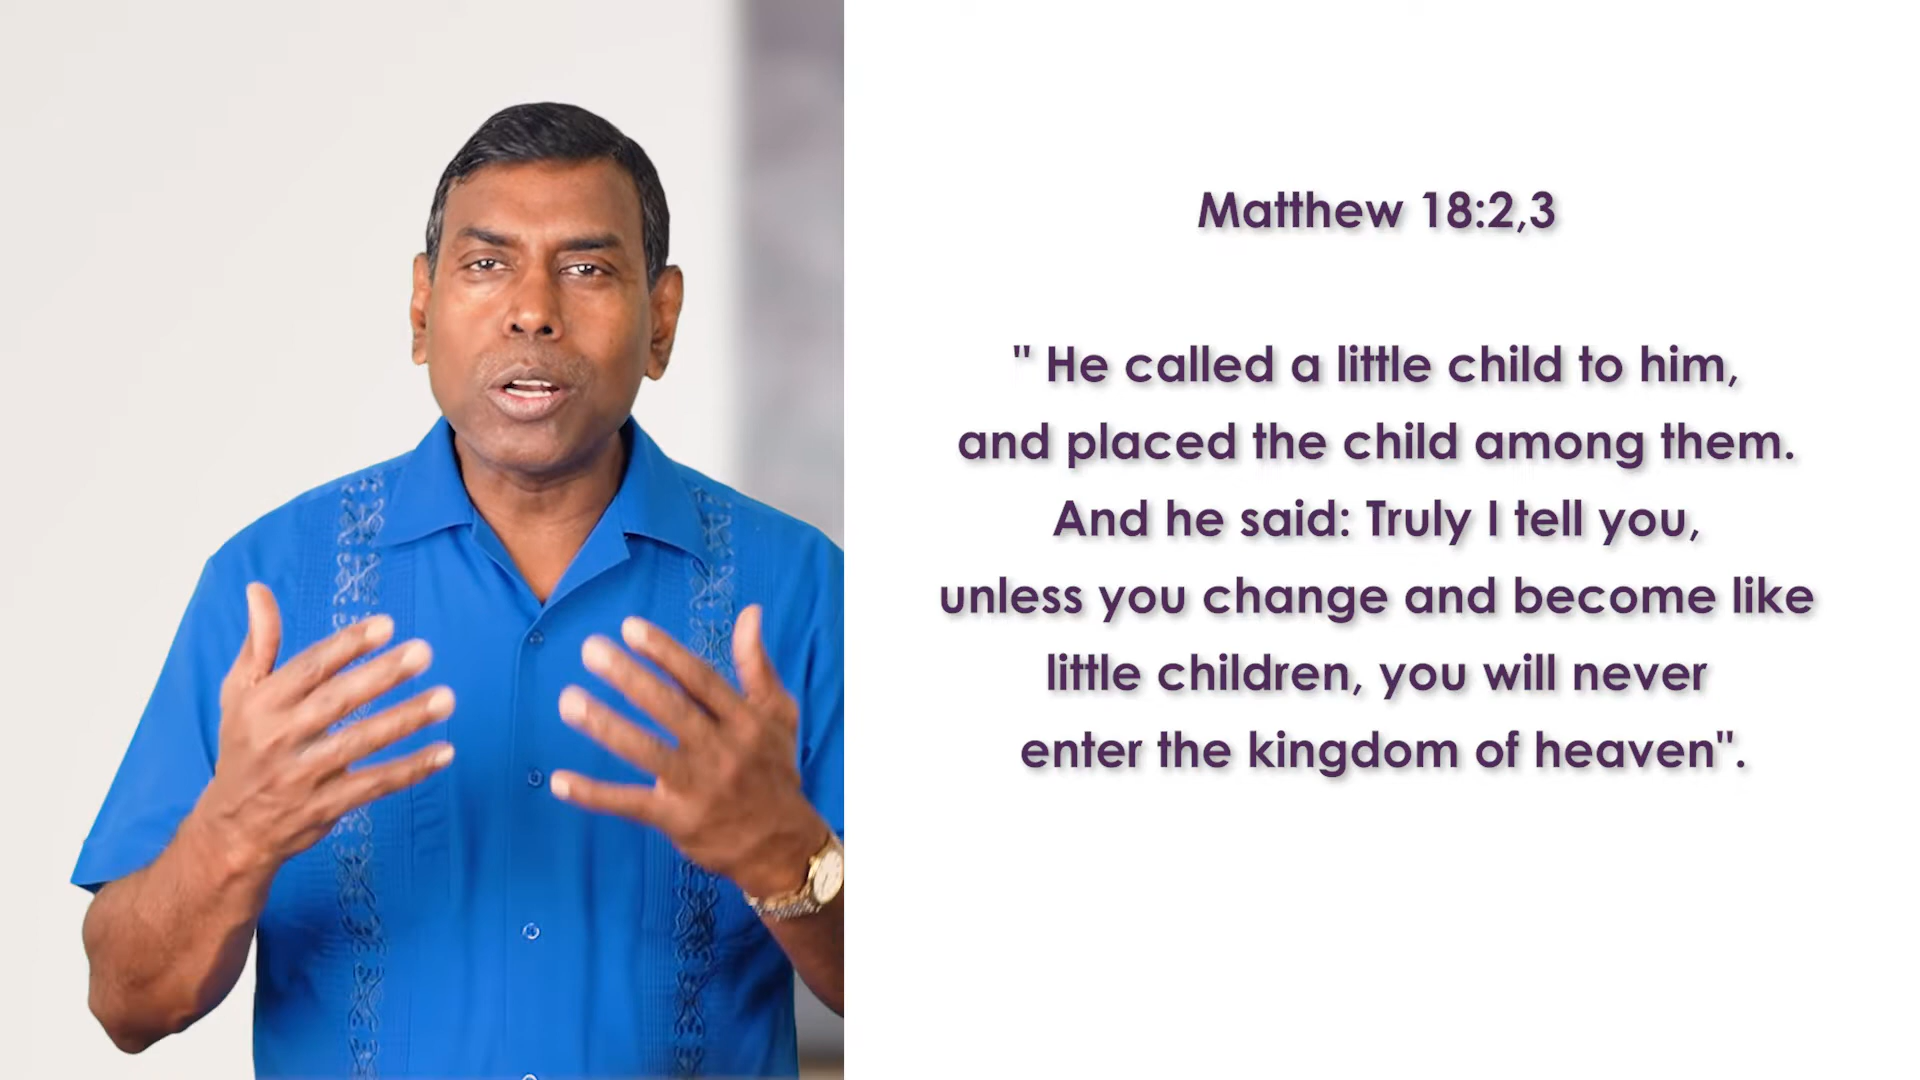 Matthew 18:2,3
" He called a little child to him,
and placed the child among them.
And he said: Truly I tell you,
unless you change and become like
little children, you will never
enter the kingdom of heaven".